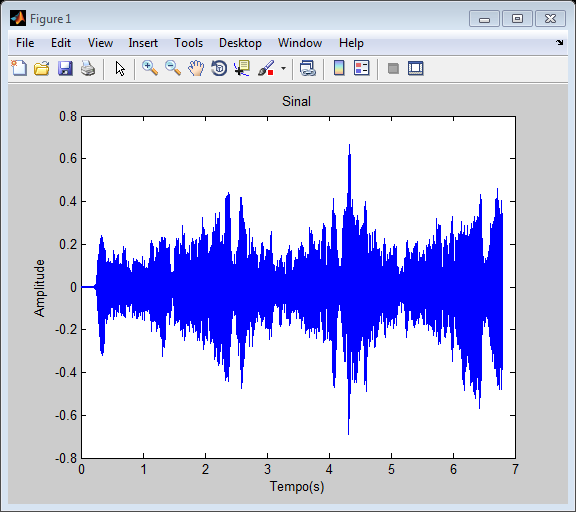 Figure 1
File Edit View Insert Tools Desktop Window Help
Sinal
0.8
0.6
0.4
0.2
0
-0.2
-0.4
-0.6
-0.8
Amplitude
0 1 2 3 4 5 6 7
Tempo(s)